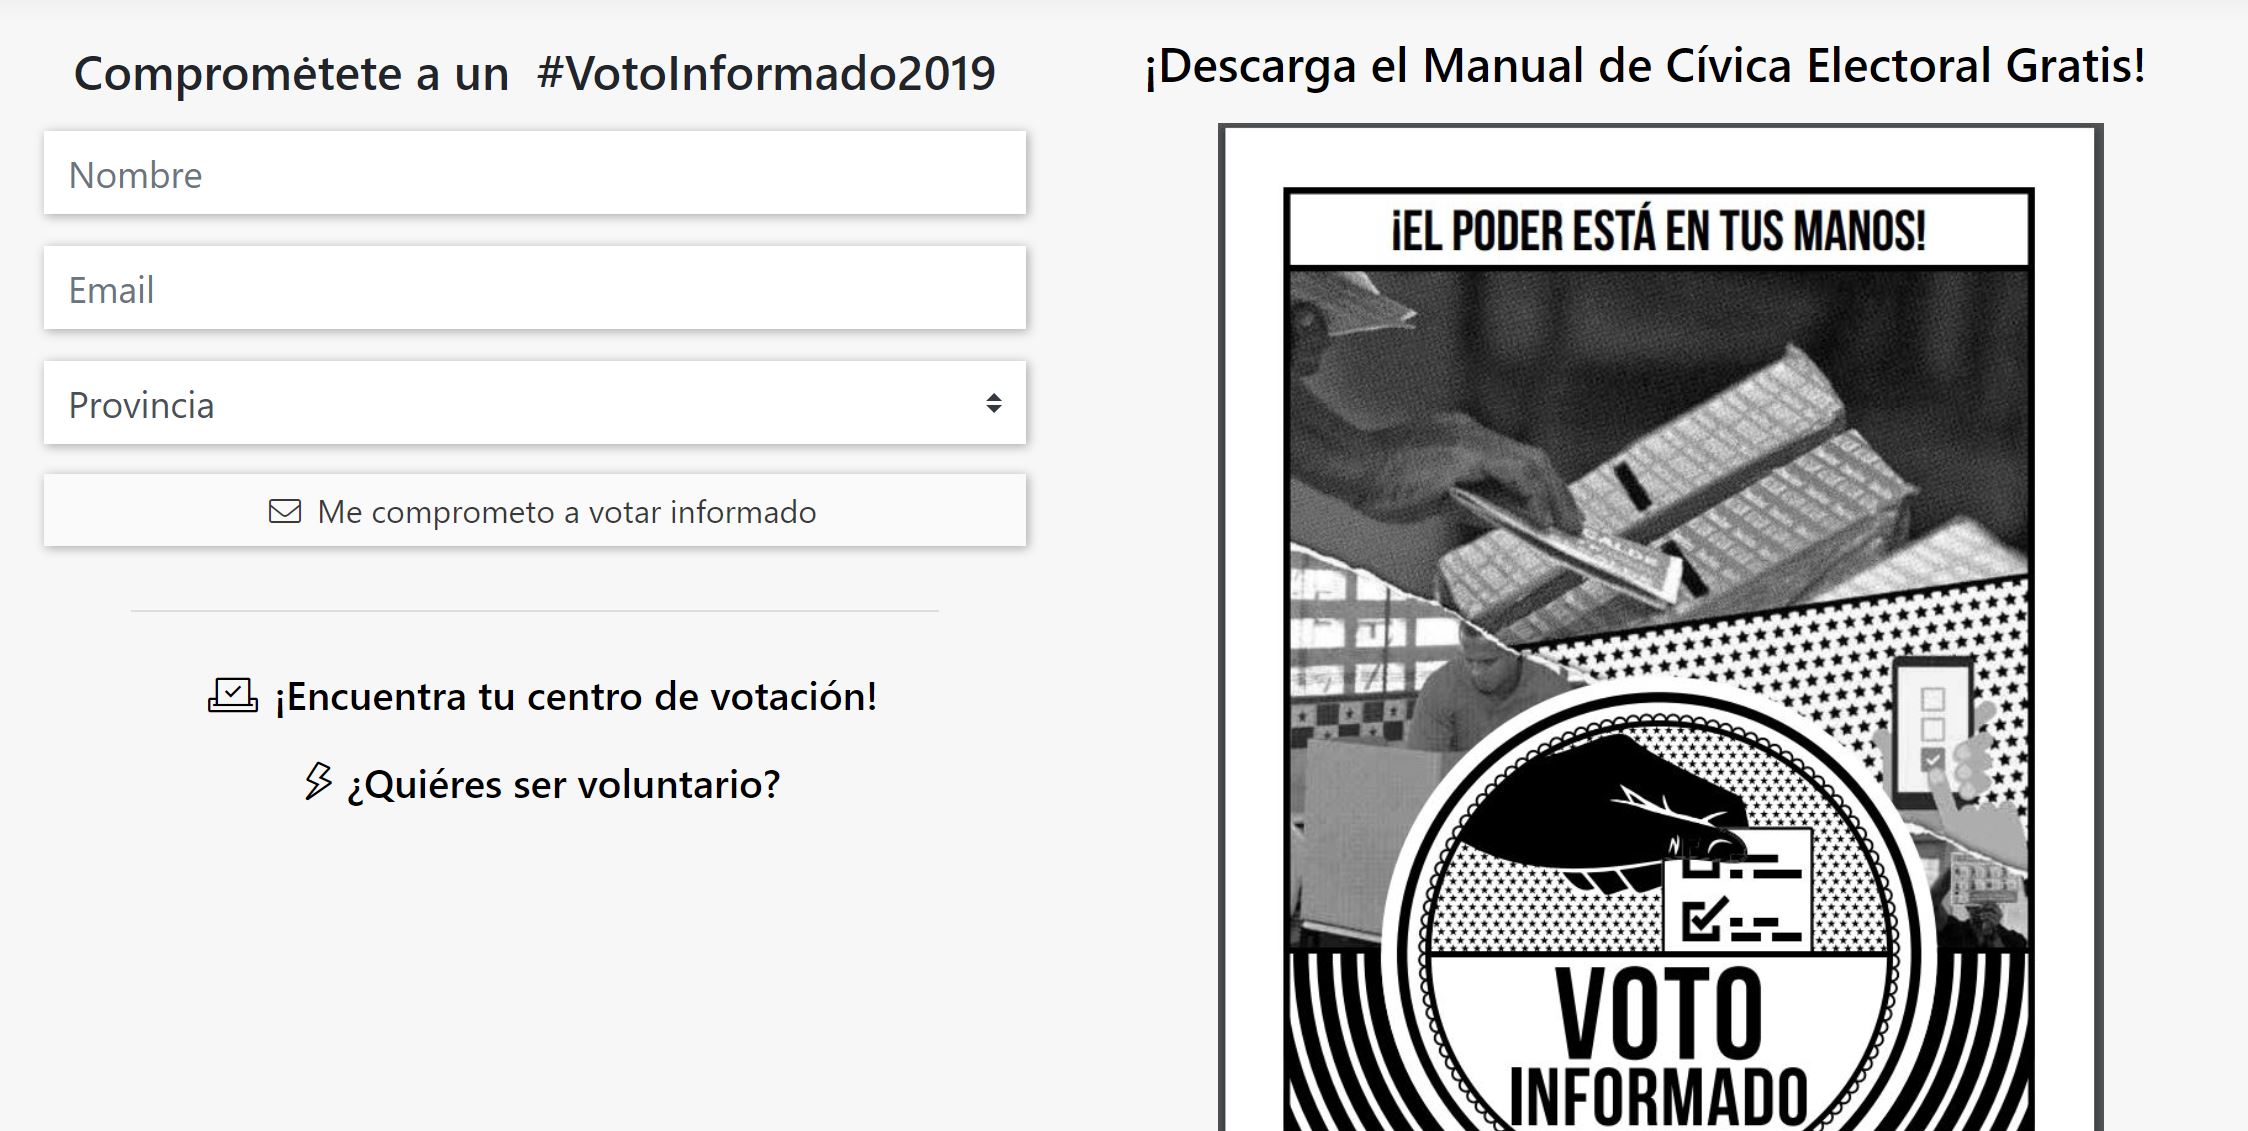 Compromėtete a un #VotoInformado2019
Nombre
Email
Provincia
Me comprometo a votar informado
¡Encuentra tu centro de votación!
¿Quiéres ser voluntario?
¡Descarga el Manual de Cívica Electoral Gratis!
¡EL PODER ESTÁ EN TUS MANOS!
VOTO
INFORMADO